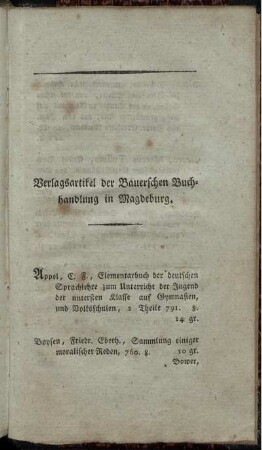 Verlagsartikel der Bauerschen Buch-
handlung in Magdeburg.
Appel, C. F., Elementarbuch der deutschen
Sprachlehre zum Unterricht der Jugend
der untersten Klasse auf Gymnasien,
und Volksschulen, 2 Theile 791. 8.
14 gr.
Boysen, Friedr. Eberh., Sammlung einiger
moralischer Reden, 760. 8. 10 gr.
Bower,